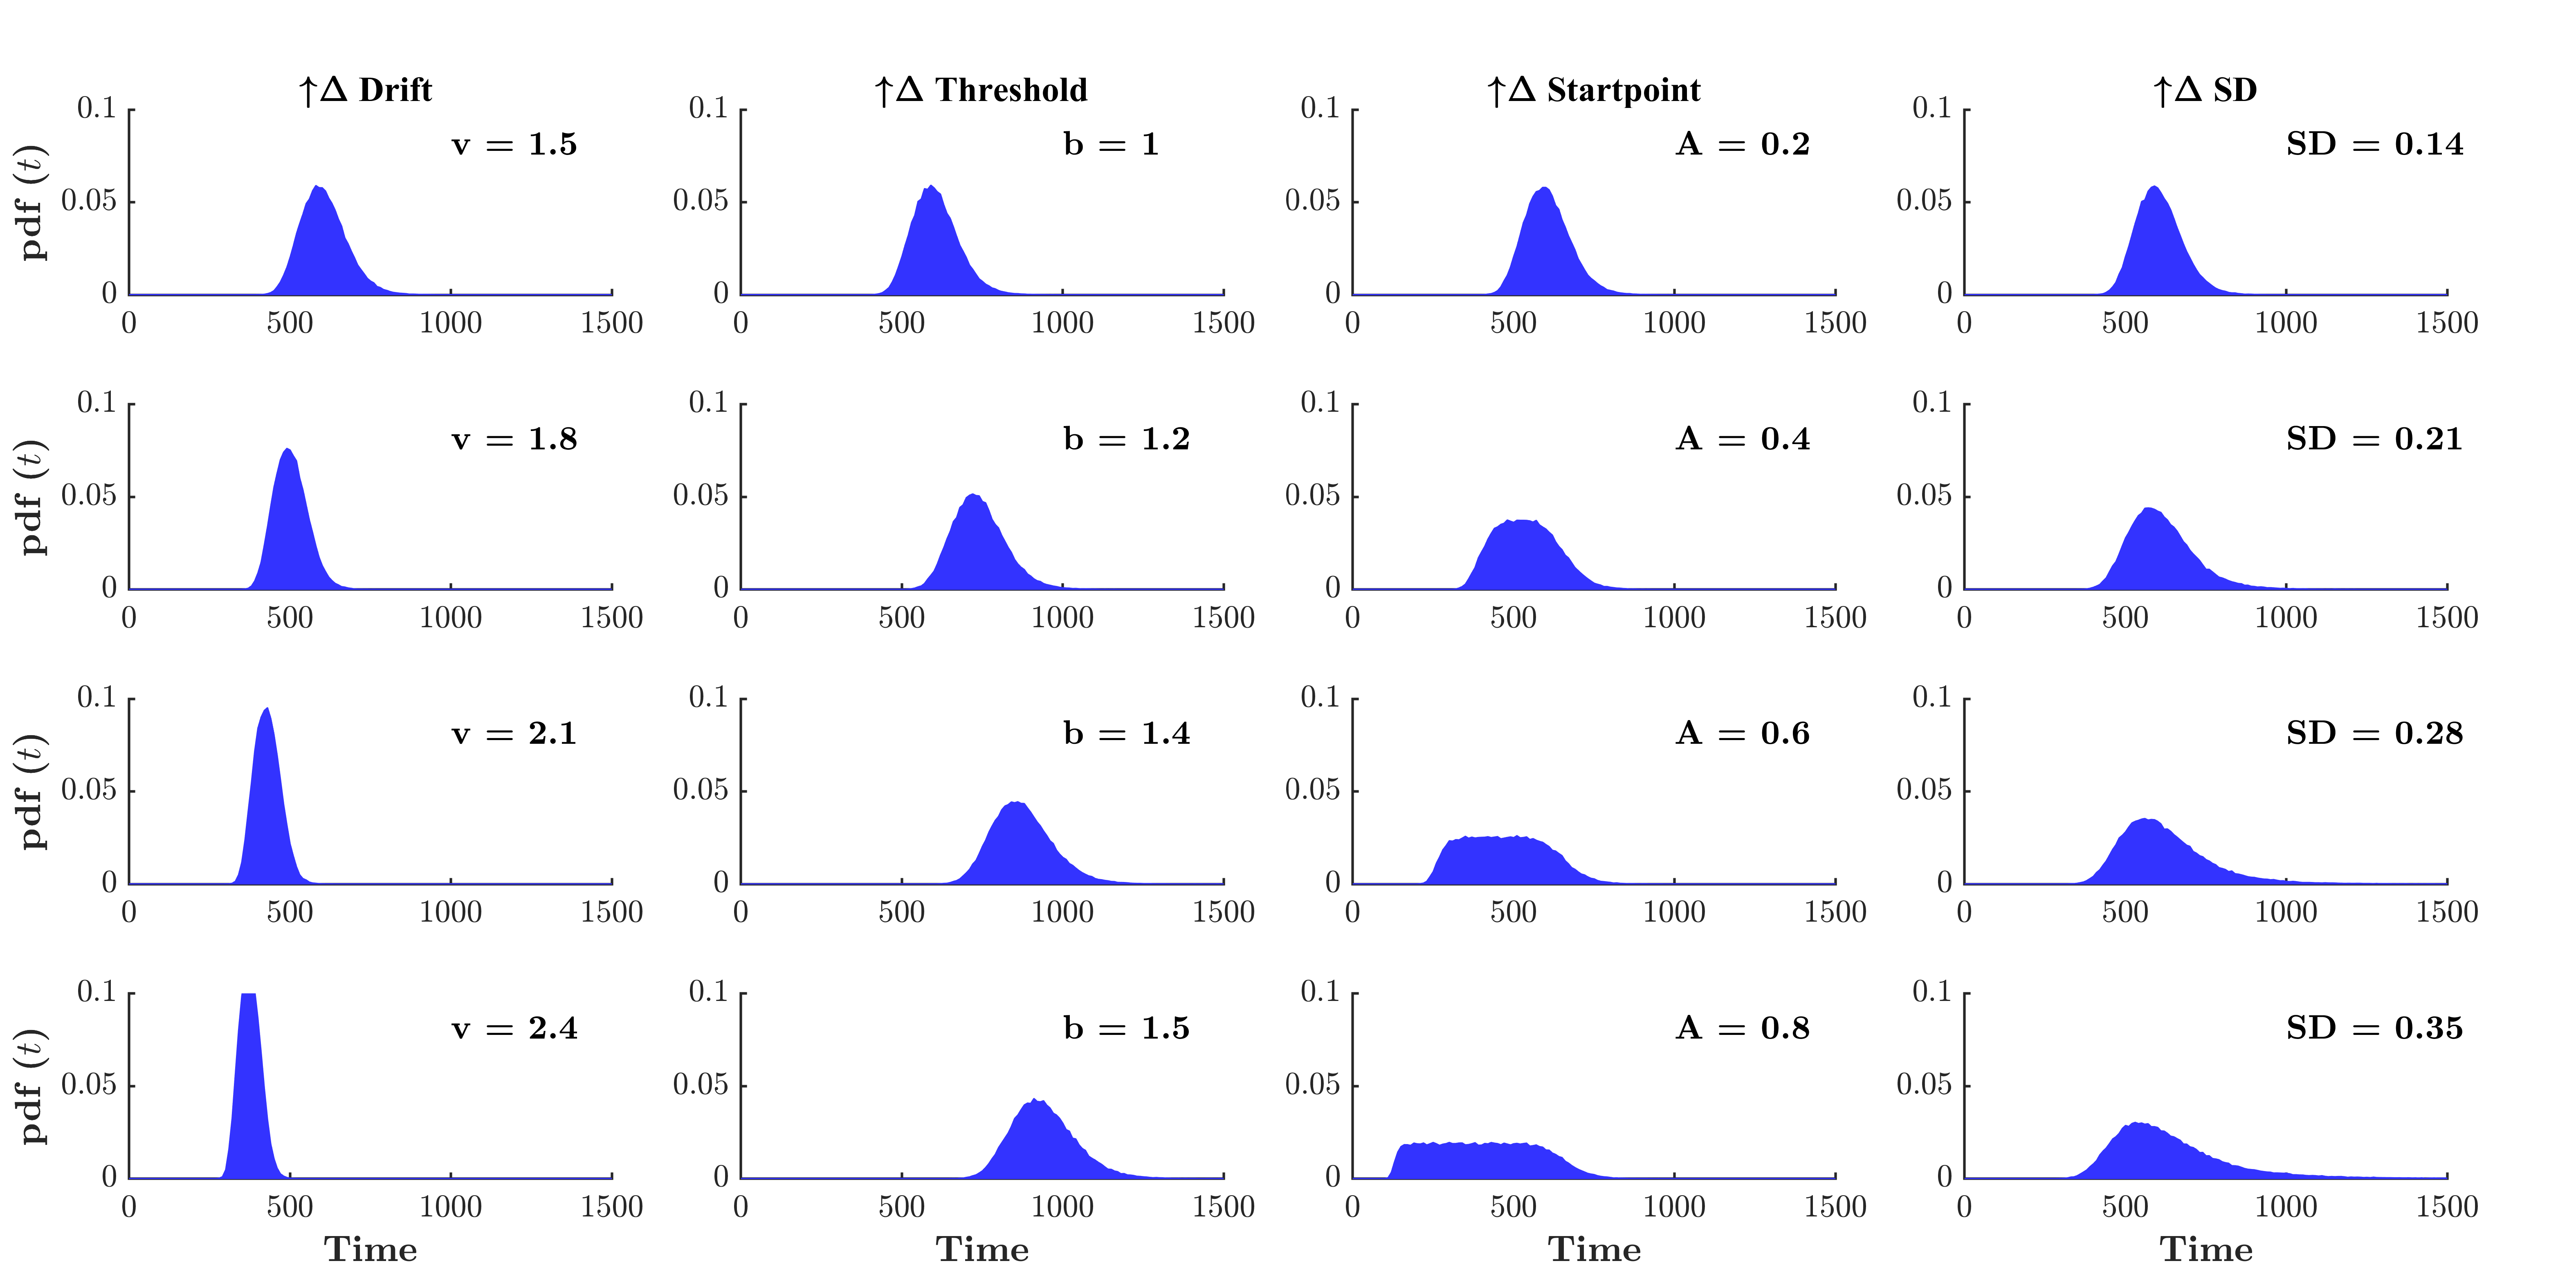 ↑Δ Drift ↑Δ Threshold ↑Δ Startpoint ↑Δ SD
pdf (t)
0.1 0.05 0
v = 1.5
0 500 1000 1500
0.1 0.05 0
b = 1
0 500 1000 1500
0.1 0.05 0
A = 0.2
0 500 1000 1500
0.1 0.05 0
SD = 0.14
0 500 1000 1500
pdf (t)
0.1 0.05 0
v = 1.8
0 500 1000 1500
0.1 0.05 0
b = 1.2
0 500 1000 1500
0.1 0.05 0
A = 0.4
0 500 1000 1500
0.1 0.05 0
SD = 0.21
0 500 1000 1500
pdf (t)
0.1 0.05 0
v = 2.1
0 500 1000 1500
0.1 0.05 0
b = 1.4
0 500 1000 1500
0.1 0.05 0
A = 0.6
0 500 1000 1500
0.1 0.05 0
SD = 0.28
0 500 1000 1500
pdf (t)
0.1 0.05 0
v = 2.4
0 500 1000 1500
0.1 0.05 0
b = 1.5
0 500 1000 1500
0.1 0.05 0
A = 0.8
0 500 1000 1500
0.1 0.05 0
SD = 0.35
0 500 1000 1500
Time Time Time Time